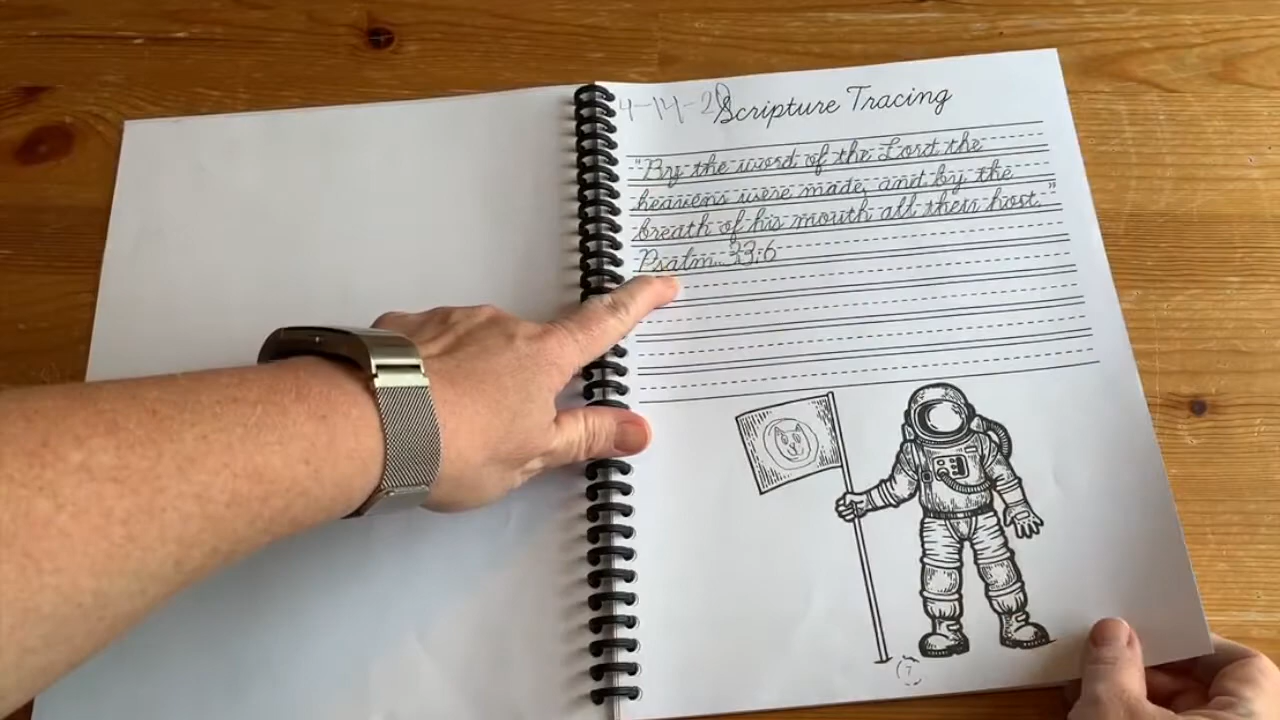 4-14-20
Scripture Tracing
"By the word of the Lord the
heavens were made, and by the
breath of his mouth all their host."
Psalm 33:6
7